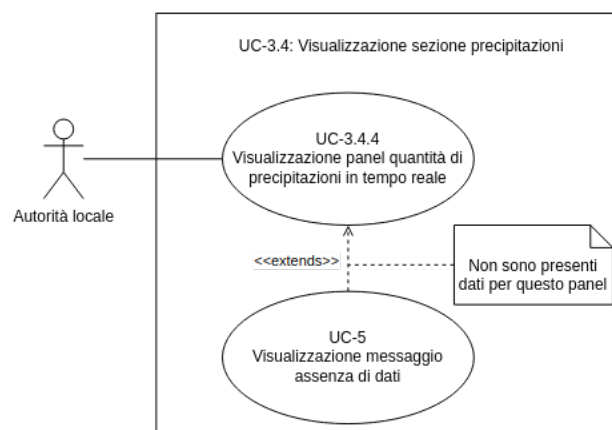 UC-3.4: Visualizzazione sezione precipitazioni
UC-3.4.4
Visualizzazione panel quantità di
precipitazioni in tempo reale
Autorità locale
<<extends>>
Non sono presenti
dati per questo panel
UC-5
Visualizzazione messaggio
assenza di dati